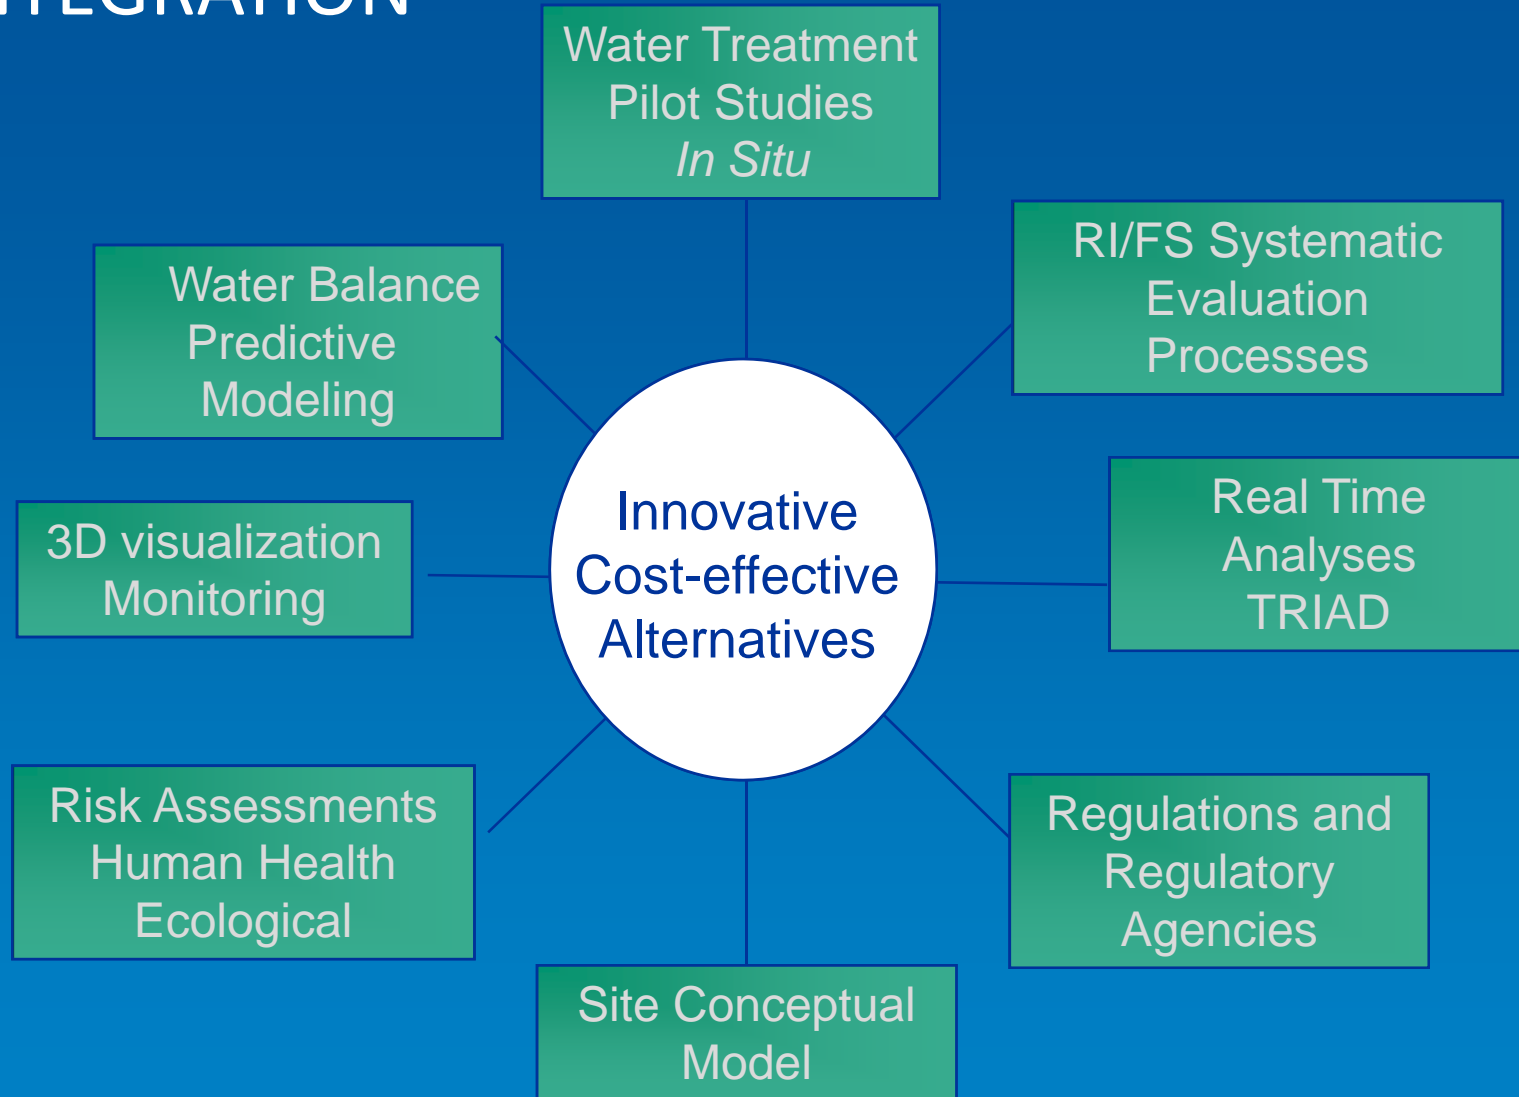 NTEGRATION
Water Treatment
Pilot Studies
In Situ
RI/FS Systematic
Evaluation
Processes
Water Balance
Predictive
Modeling
Real Time
Analyses
TRIAD
3D visualization
Monitoring
Innovative
Cost-effective
Alternatives
Risk Assessments
Human Health
Ecological
Regulations and
Regulatory
Agencies
Site Conceptual
Model